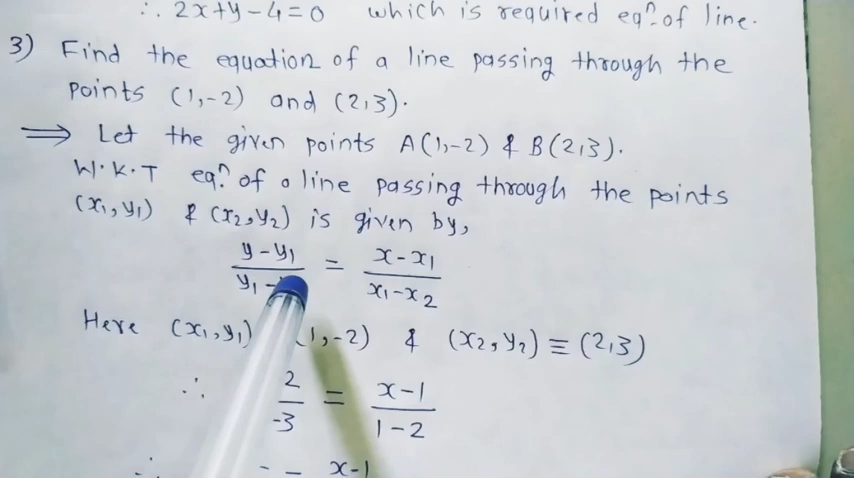 ∴ 2x+y-4=0 which is required eqn. of line.
3) Find the equation of a line passing through the
points (1,-2) and (2,3).
⟹ Let the given points A(1,-2) & B(2,3).
W.K.T eqn. of a line passing through the points
(x₁,y₁) & (x₂,y₂) is given by,
y-y₁ = x-x₁
y₁- x₁-x₂
Here (x₁,y₁) 1,-2) & (x₂,y₂) ≡ (2,3)
∴ 2 = x-1
-3 1-2
x-1